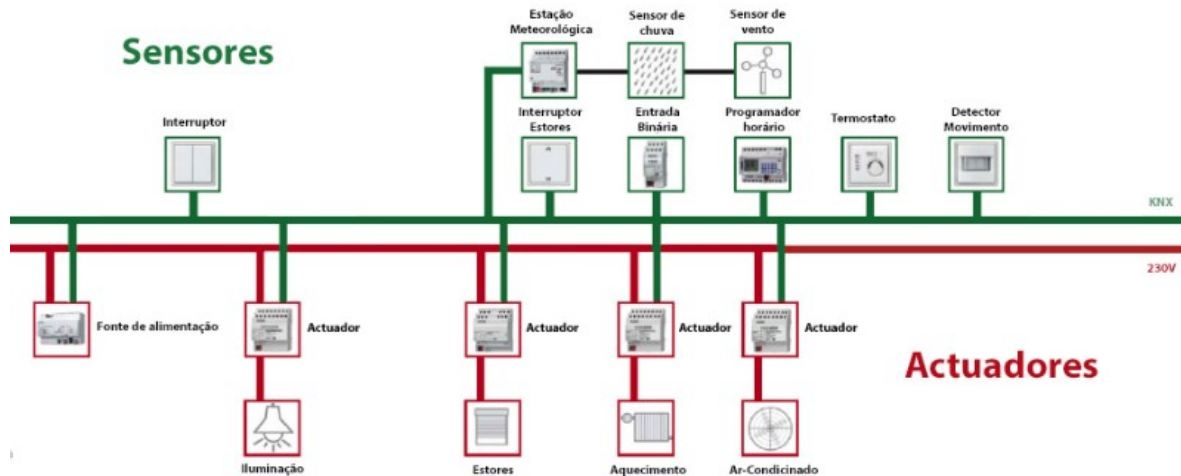 Sensores
Estação
Meteorológica
Sensor de
chuva
Sensor de
vento
Interruptor
Interruptor
Estores
Entrada
Binária
Programador
horário
Termostato
Detector
Movimento
KNX
230V
Fonte de alimentação
Actuador
Actuador
Actuador
Actuador
Actuadores
Iluminação
Estores
Aquecimento
Ar-Condicinado